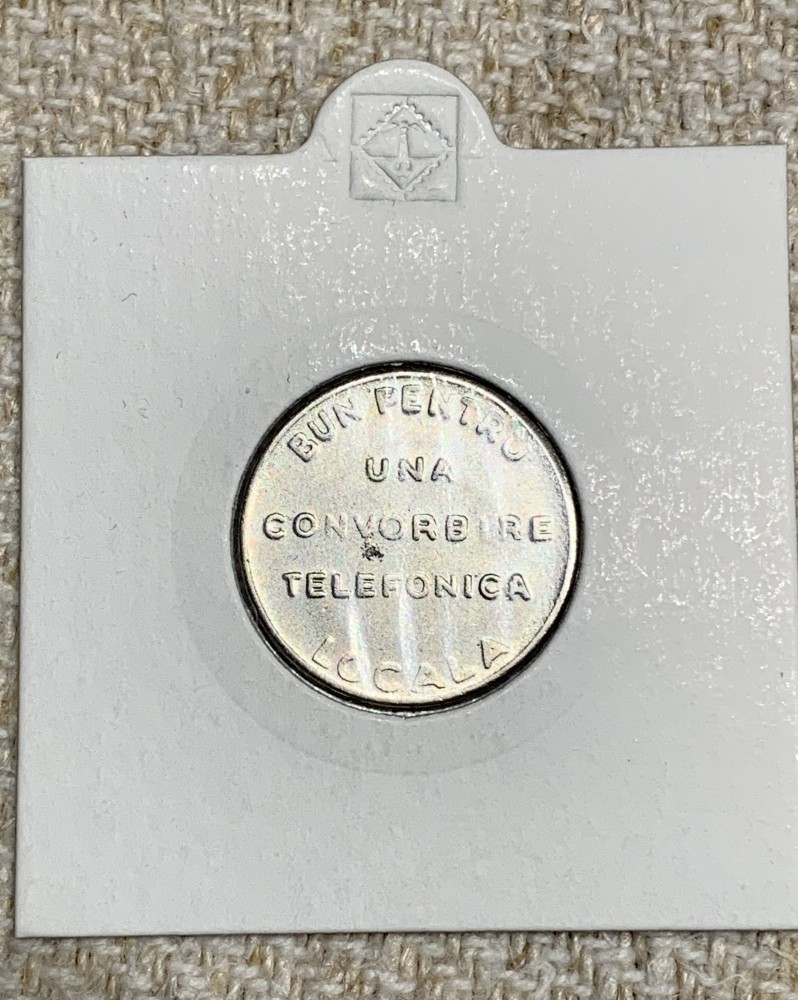 BUN PENTRU
UNA
CONVORBIRE
TELEFONICA
LOCALA